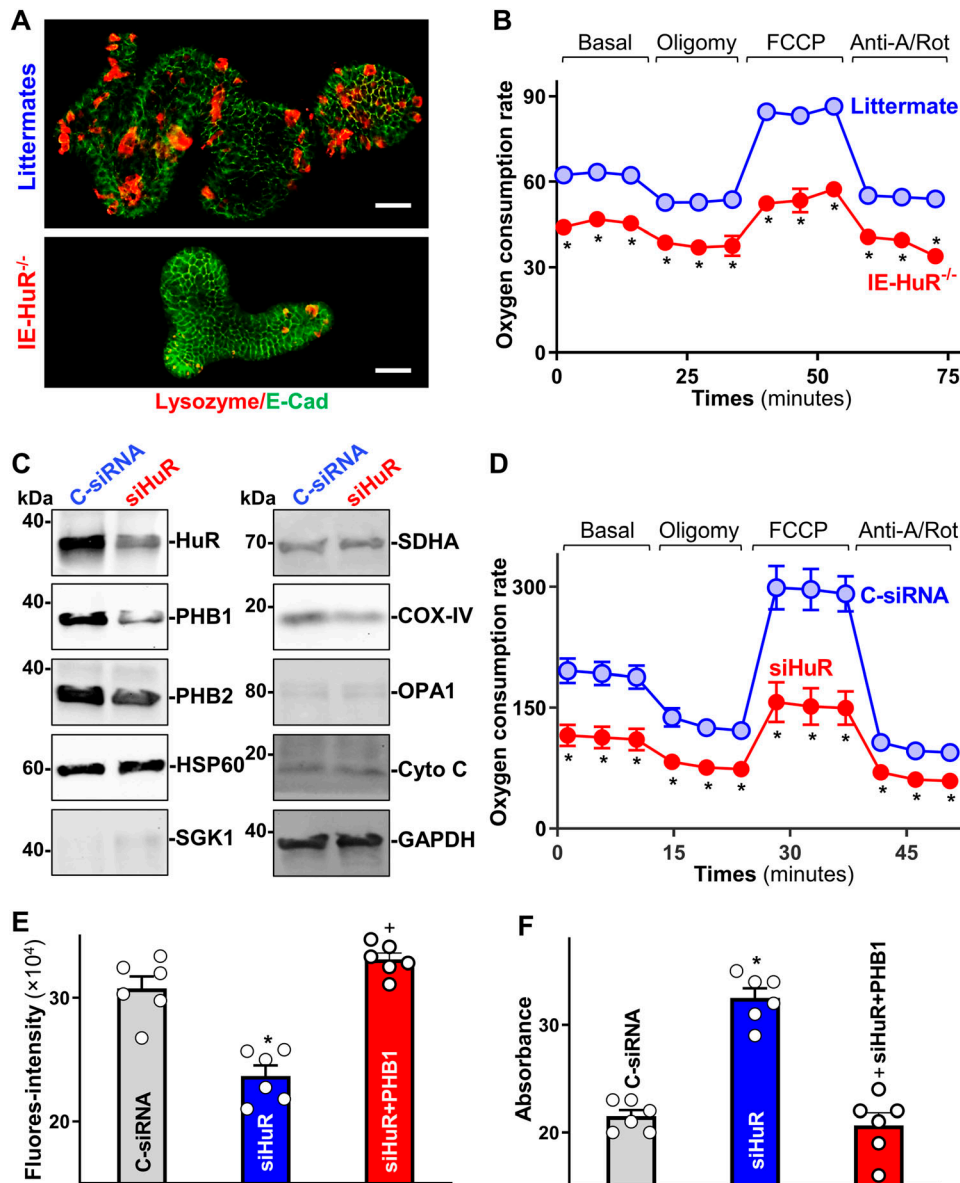 A
Littermates
IE-HuR-/-
Lysozyme/E-Cad
B
Basal Oligomy FCCP Anti-A/Rot
Oxygen consumption rate
90
60
30
0
Littermate
* * * * * * * * * * * *
IE-HuR-/-
0 25 50 75
Times (minutes)
C
kDa C-siRNA siHuR
40- -HuR
40- -PHB1
40- -PHB2
60- -HSP60
40- -SGK1
kDa C-siRNA siHuR
70- -SDHA
20- -COX-IV
80- -OPA1
20- -Cyto C
40- -GAPDH
D
Basal Oligomy FCCP Anti-A/Rot
Oxygen consumption rate
300
150
0
C-siRNA
siHuR
* * * * * * * * * * * *
0 15 30 45
Times (minutes)
E
Fluores-intensity (×10⁴)
30
20
C-siRNA
*
siHuR
+
siHuR+PHB1
F
Absorbance
30
20
C-siRNA
*
siHuR
+ siHuR+PHB1